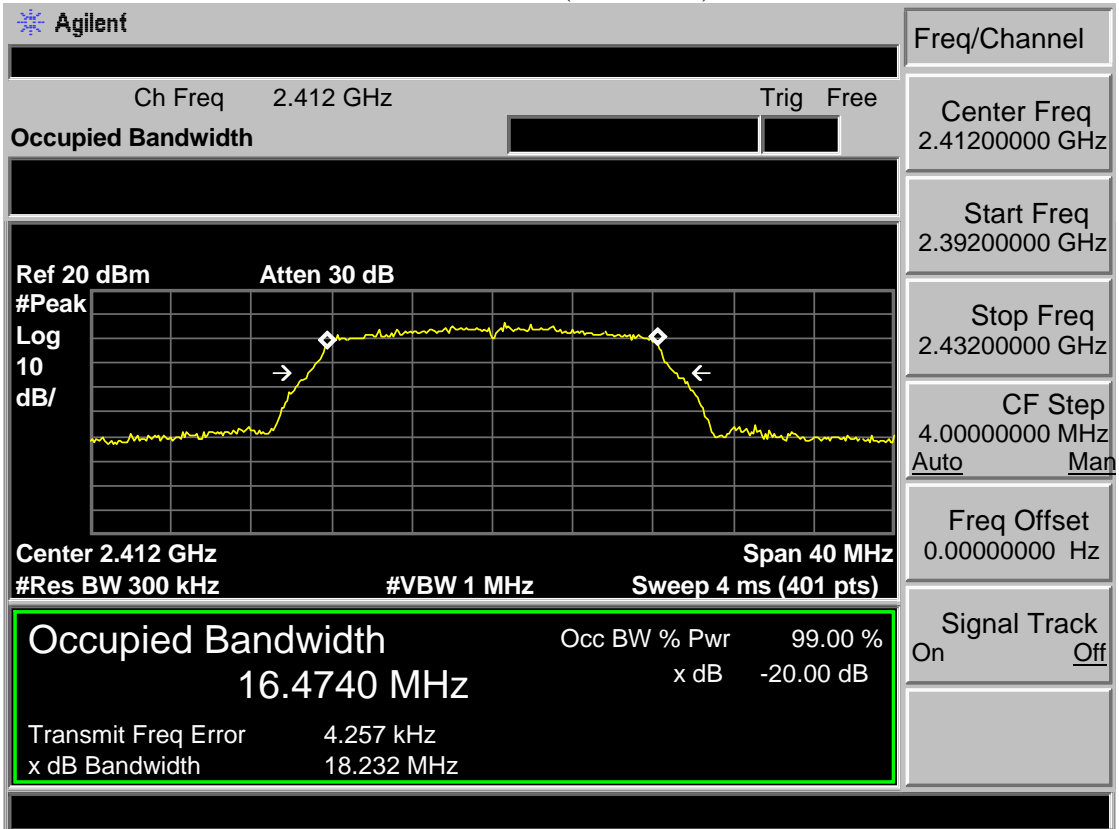 Agilent
Freq/Channel
Ch Freq 2.412 GHz Trig Free
Occupied Bandwidth
Center Freq
2.41200000 GHz
Start Freq
2.39200000 GHz
Stop Freq
2.43200000 GHz
CF Step
4.00000000 MHz
Auto Man
Freq Offset
0.00000000 Hz
Signal Track
On Off
Ref 20 dBm Atten 30 dB
#Peak
Log
10
dB/
Center 2.412 GHz Span 40 MHz
#Res BW 300 kHz #VBW 1 MHz Sweep 4 ms (401 pts)
Occupied Bandwidth Occ BW % Pwr 99.00 %
16.4740 MHz x dB -20.00 dB
Transmit Freq Error 4.257 kHz
x dB Bandwidth 18.232 MHz